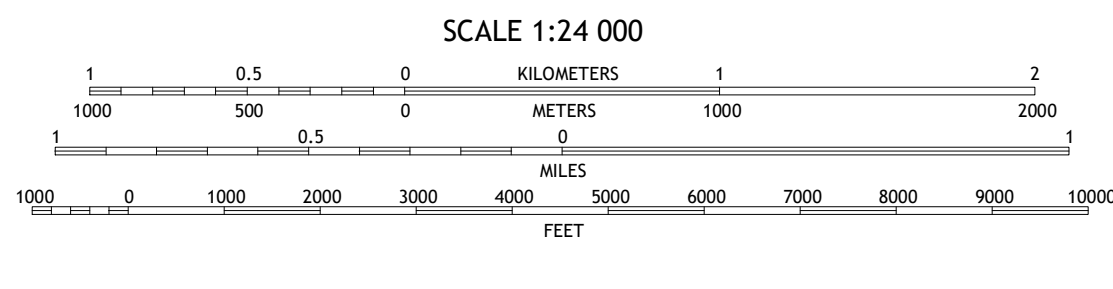 SCALE 1:24 000
1 0.5 0 KILOMETERS 1 2
1000 500 0 METERS 1000 2000
1 0.5 0 1
MILES
1000 0 1000 2000 3000 4000 5000 6000 7000 8000 9000 10000
FEET